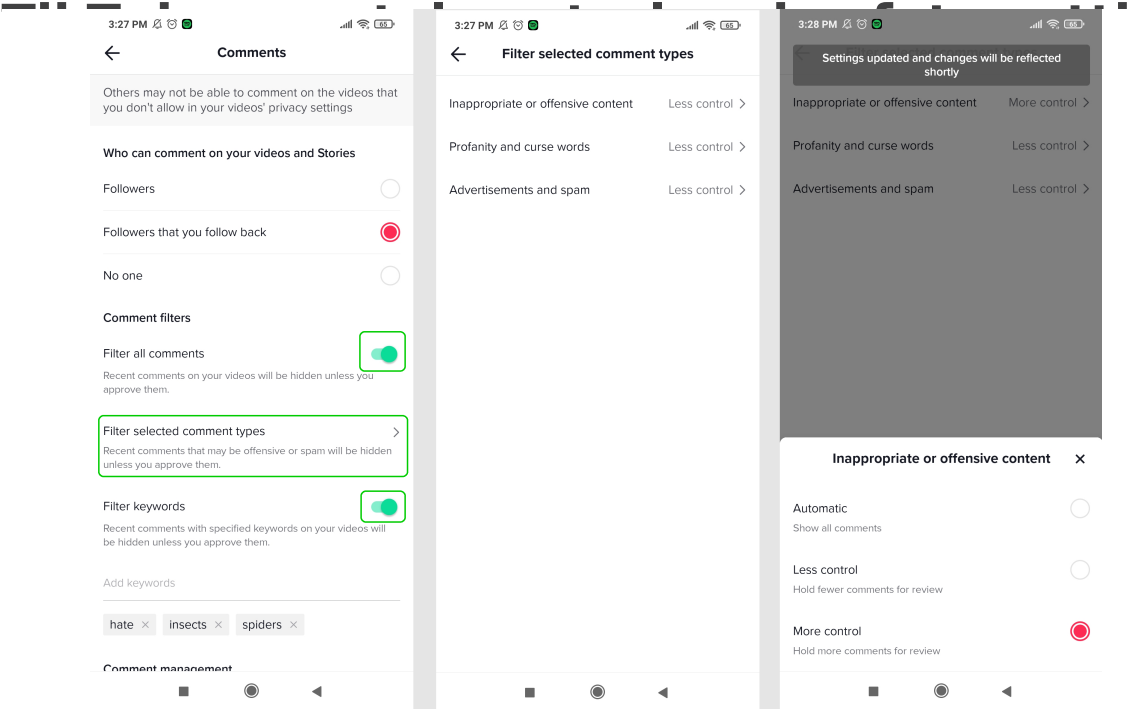 3:27 PM
65
Comments
Others may not be able to comment on the videos that
you don't allow in your videos' privacy settings
Who can comment on your videos and Stories
Followers
Followers that you follow back
No one
Comment filters
Filter all comments
Recent comments on your videos will be hidden unless you
approve them.
Filter selected comment types
Recent comments that may be offensive or spam will be hidden
unless you approve them.
Filter keywords
Recent comments with specified keywords on your videos will
be hidden unless you approve them.
Add keywords
hate × insects × spiders ×
Comment management
3:27 PM
65
Filter selected comment types
Inappropriate or offensive content Less control >
Profanity and curse words Less control >
Advertisements and spam Less control >
3:28 PM
65
Settings updated and changes will be reflected
shortly
Inappropriate or offensive content More control >
Profanity and curse words Less control >
Advertisements and spam Less control >
Inappropriate or offensive content ×
Automatic
Show all comments
Less control
Hold fewer comments for review
More control
Hold more comments for review